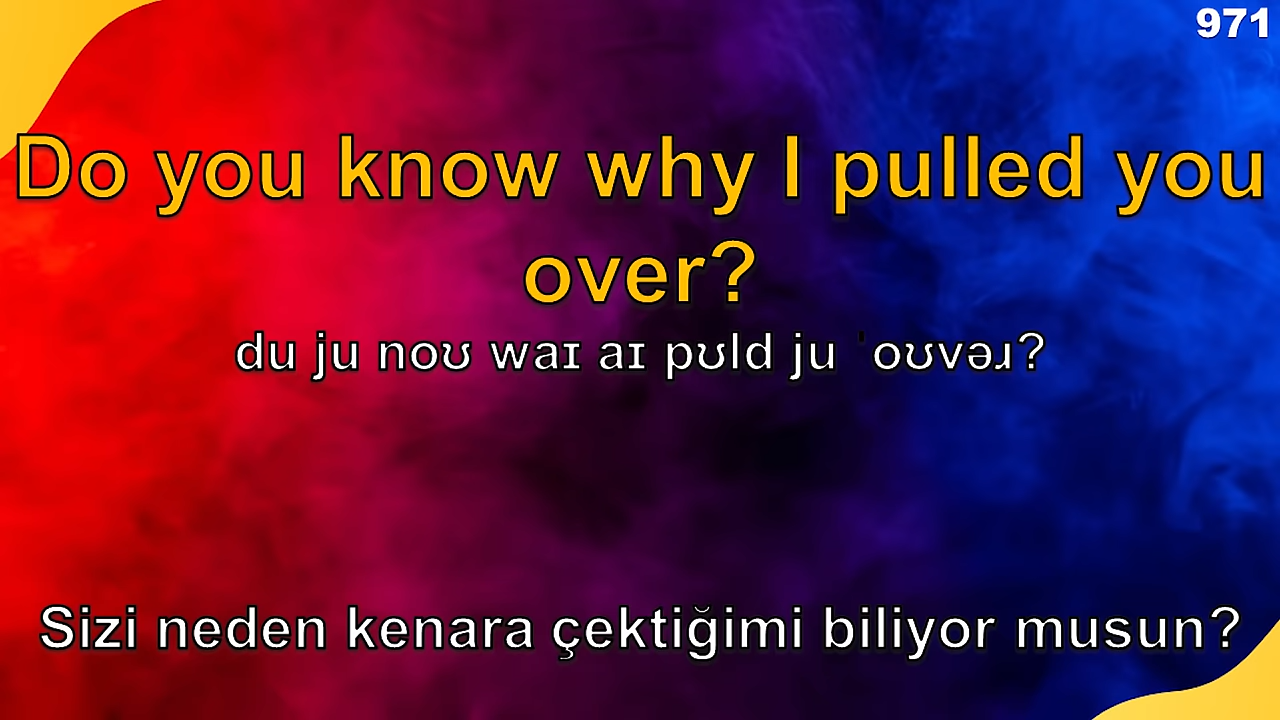 971
Do you know why I pulled you
over?
du ju noʊ waɪ aɪ pʊld ju ˈoʊvəɹ?
Sizi neden kenara çektiğimi biliyor musun?